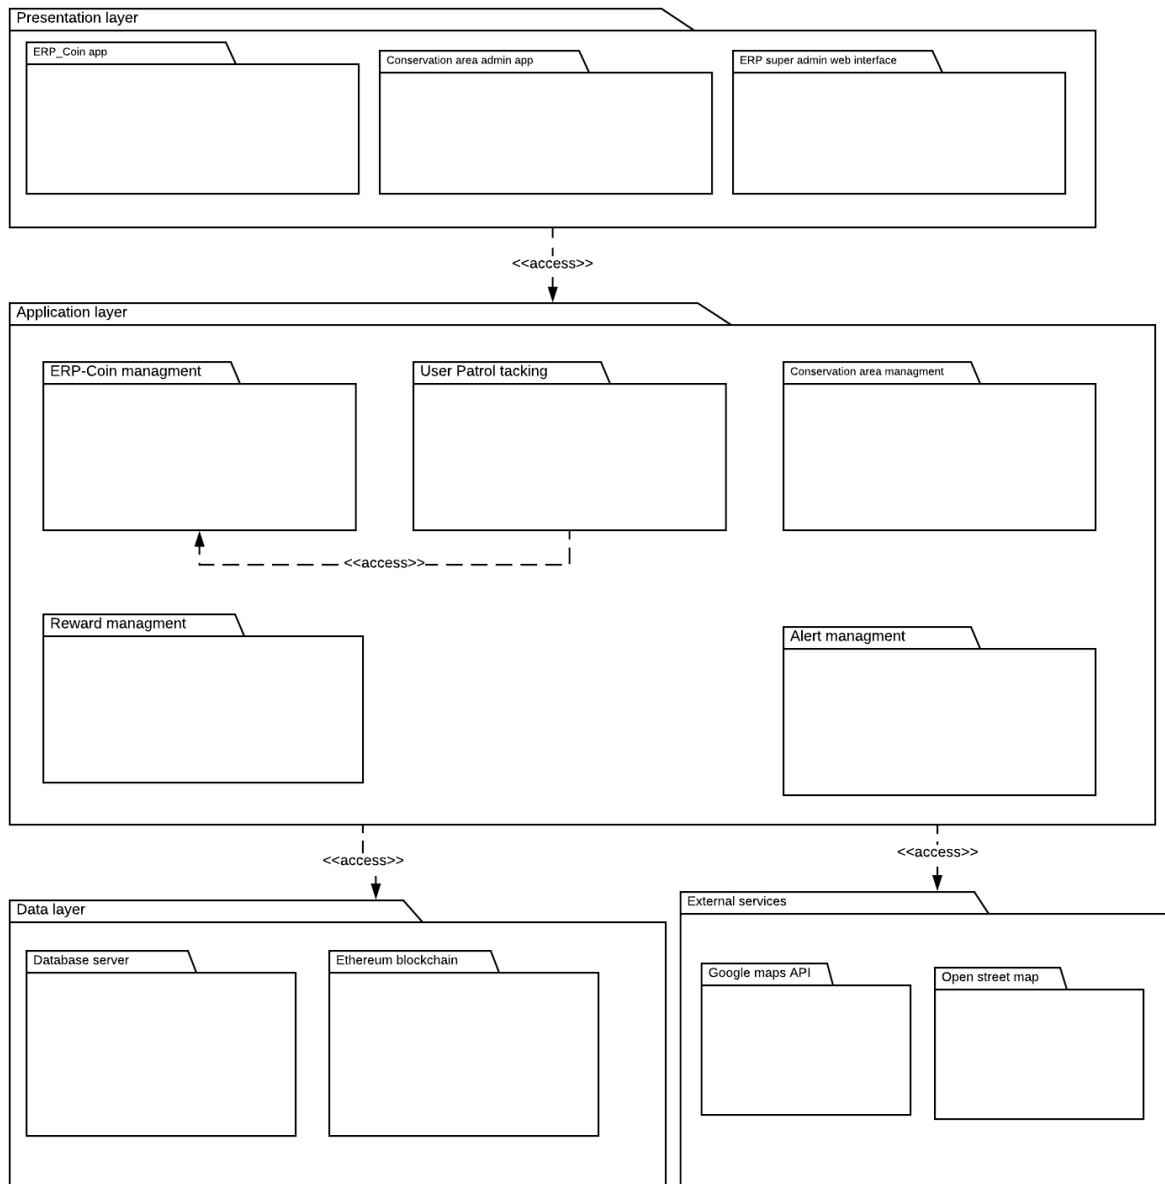 Presentation layer
ERP_Coin app
Conservation area admin app
ERP super admin web interface
<<access>>
Application layer
ERP-Coin managment
User Patrol tacking
Conservation area managment
<<access>>
Reward managment
Alert managment
<<access>>
<<access>>
Data layer
External services
Database server
Ethereum blockchain
Google maps API
Open street map